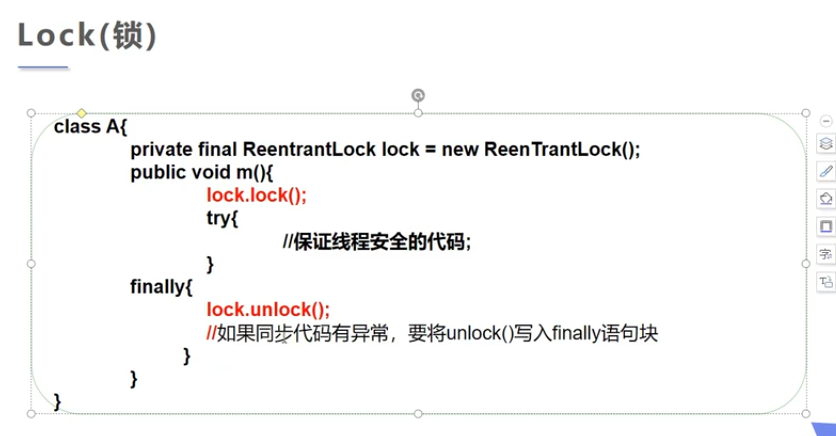 Lock(锁)
class A{
private final ReentrantLock lock = new ReenTrantLock();
public void m(){
lock.lock();
try{
//保证线程安全的代码;
}
finally{
lock.unlock();
//如果同步代码有异常，要将unlock()写入finally语句块
}
}
}
字